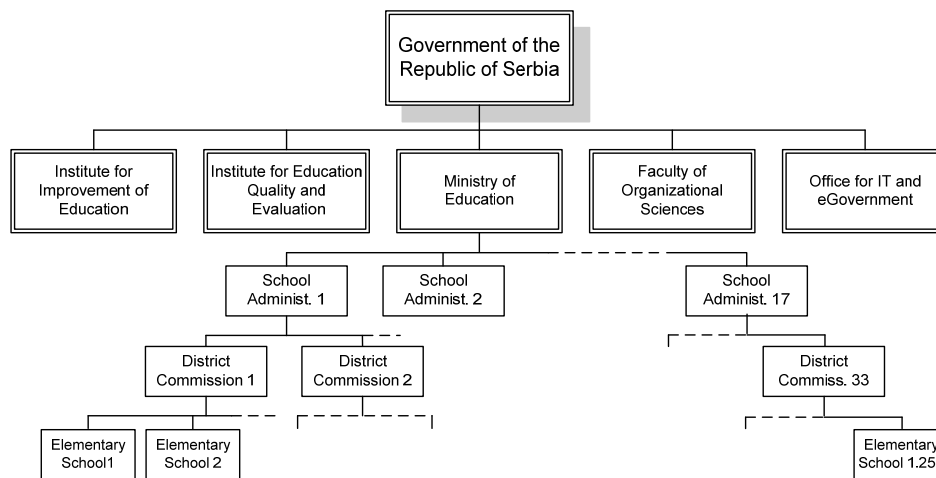 Government of the
Republic of Serbia
Institute for
Improvement of
Education
Institute for Education
Quality and
Evaluation
Ministry of
Education
Faculty of
Organizational
Sciences
Office for IT and
eGovernment
School
Administ. 1
School
Administ. 2
School
Administ. 17
District
Commission 1
District
Commission 2
District
Commiss. 33
Elementary
School1
Elementary
School 2
Elementary
School 1.25